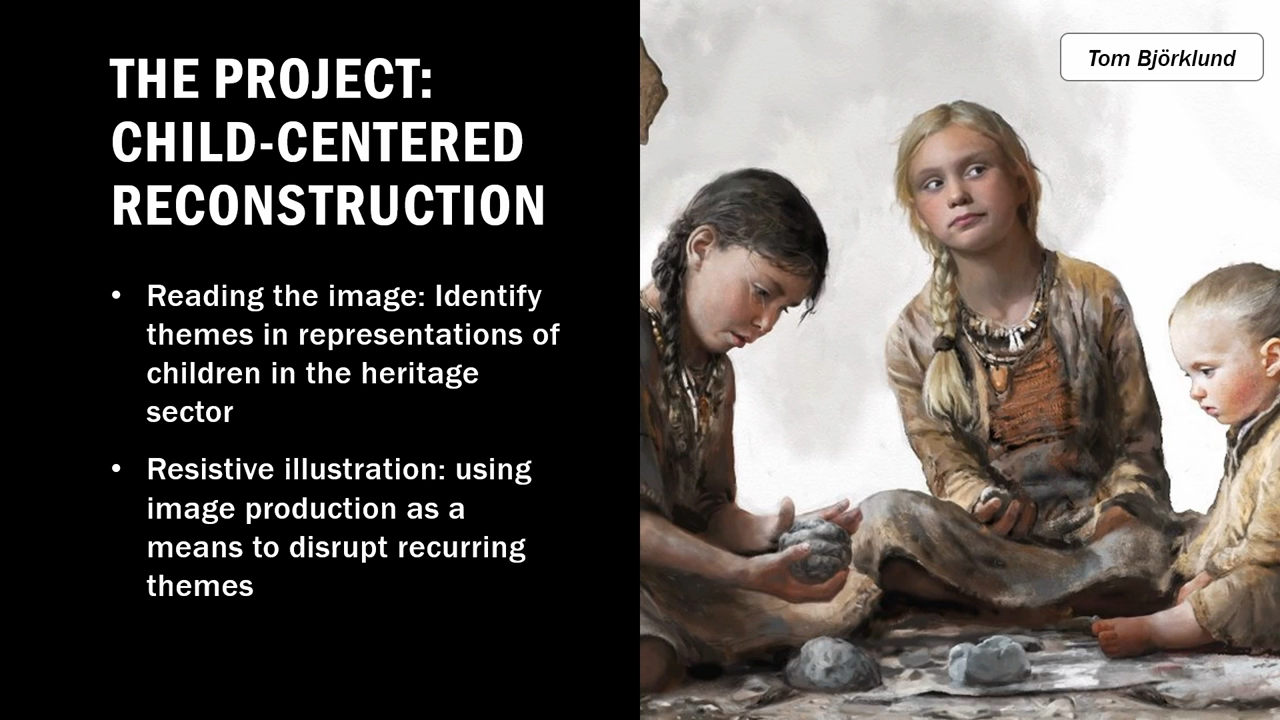 THE PROJECT:
CHILD-CENTERED
RECONSTRUCTION
• Reading the image: Identify
themes in representations of
children in the heritage
sector
• Resistive illustration: using
image production as a
means to disrupt recurring
themes
Tom Björklund